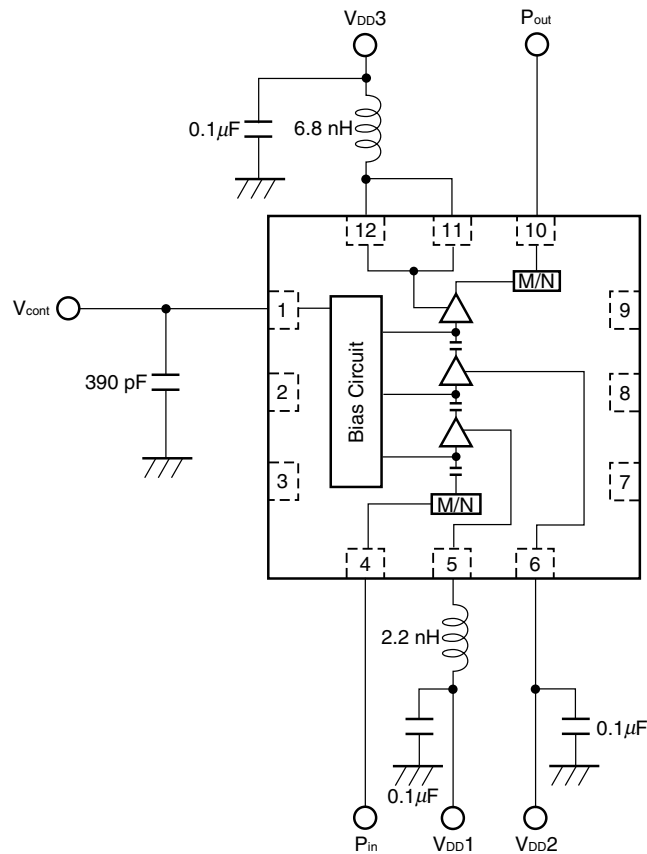 VDD3
Pout
0.1μF
6.8 nH
12
11
10
M/N
Vcont
1
9
390 pF
2
Bias Circuit
8
3
7
M/N
4
5
6
2.2 nH
0.1μF
0.1μF
Pin
VDD1
VDD2